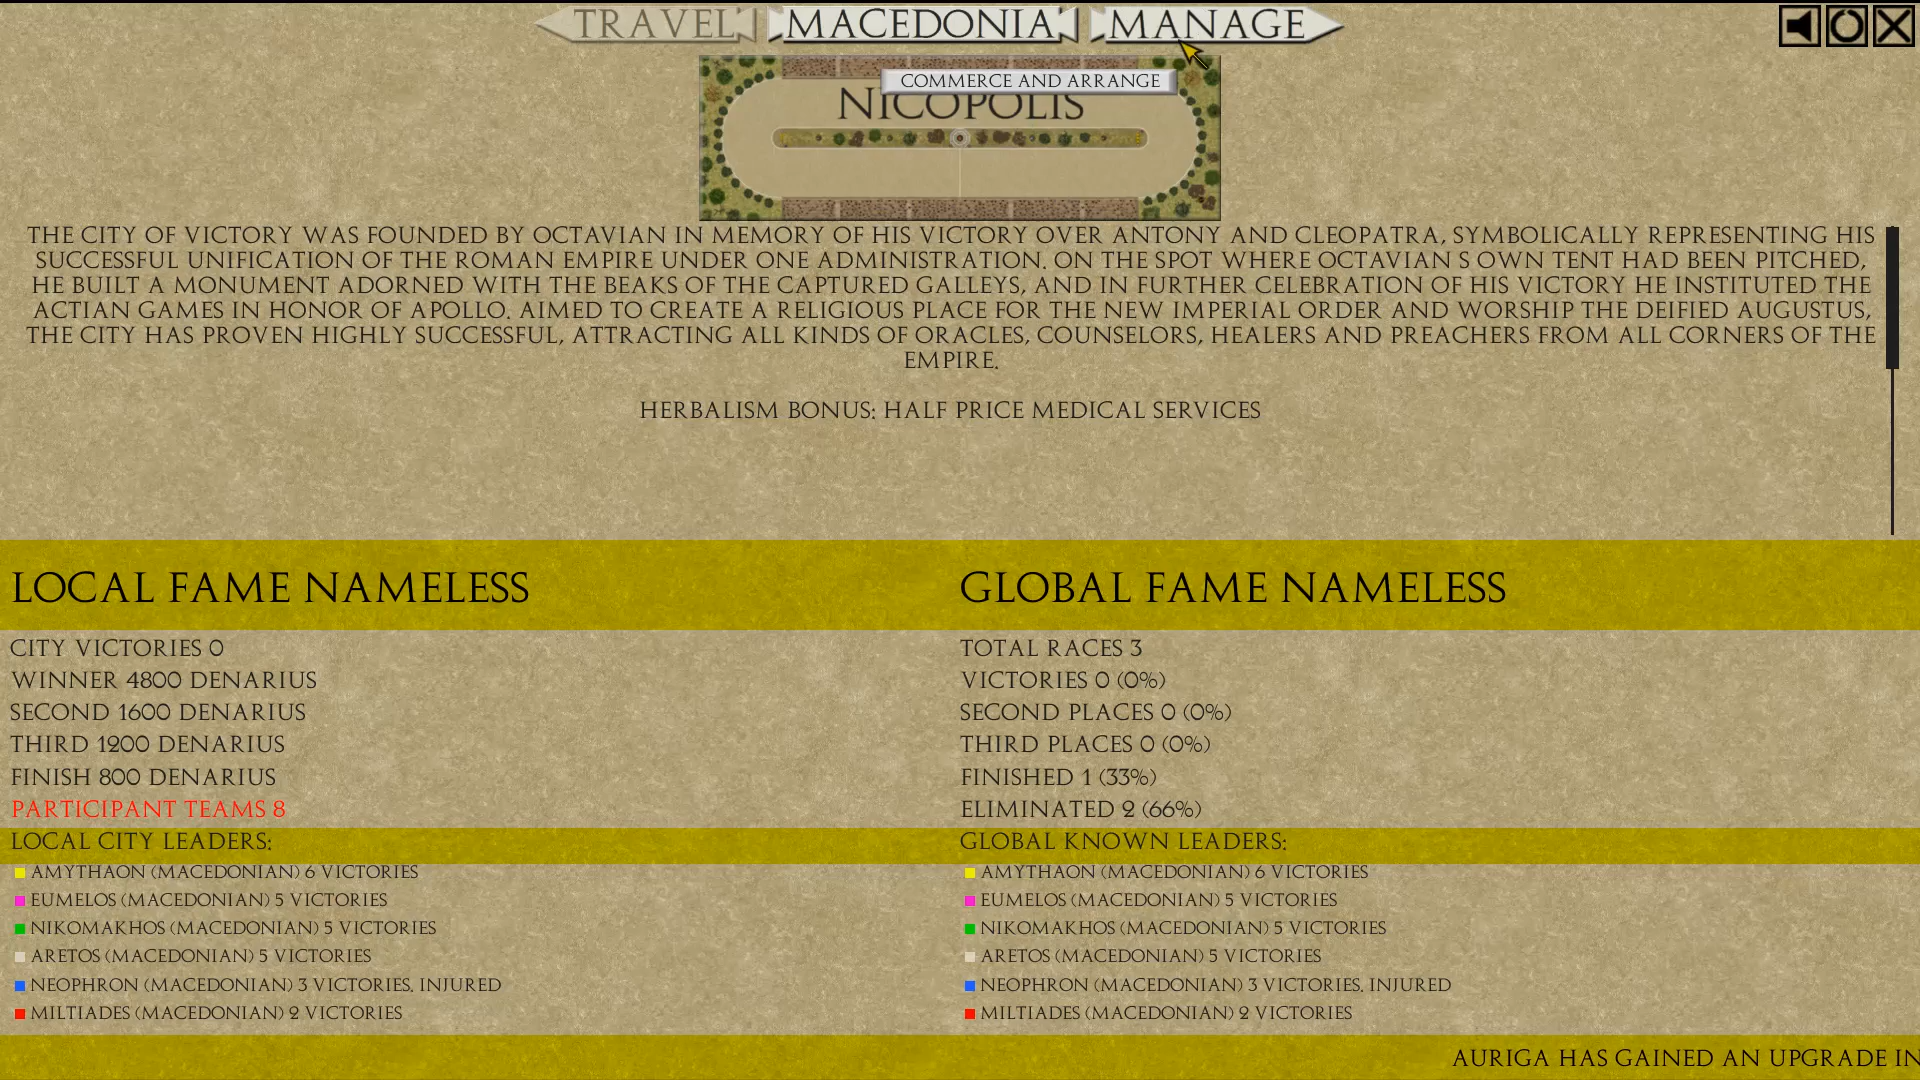 TRAVEL MACEDONIA MANAGE
COMMERCE AND ARRANGE
NICOPOLIS
THE CITY OF VICTORY WAS FOUNDED BY OCTAVIAN IN MEMORY OF HIS VICTORY OVER ANTONY AND CLEOPATRA, SYMBOLICALLY REPRESENTING HIS
SUCCESSFUL UNIFICATION OF THE ROMAN EMPIRE UNDER ONE ADMINISTRATION. ON THE SPOT WHERE OCTAVIAN S OWN TENT HAD BEEN PITCHED,
HE BUILT A MONUMENT ADORNED WITH THE BEAKS OF THE CAPTURED GALLEYS, AND IN FURTHER CELEBRATION OF HIS VICTORY HE INSTITUTED THE
ACTIAN GAMES IN HONOR OF APOLLO. AIMED TO CREATE A RELIGIOUS PLACE FOR THE NEW IMPERIAL ORDER AND WORSHIP THE DEIFIED AUGUSTUS,
THE CITY HAS PROVEN HIGHLY SUCCESSFUL, ATTRACTING ALL KINDS OF ORACLES, COUNSELORS, HEALERS AND PREACHERS FROM ALL CORNERS OF THE
EMPIRE.
HERBALISM BONUS: HALF PRICE MEDICAL SERVICES
LOCAL FAME NAMELESS
CITY VICTORIES 0
WINNER 4800 DENARIUS
SECOND 1600 DENARIUS
THIRD 1200 DENARIUS
FINISH 800 DENARIUS
PARTICIPANT TEAMS 8
LOCAL CITY LEADERS:
AMYTHAON (MACEDONIAN) 6 VICTORIES
EUMELOS (MACEDONIAN) 5 VICTORIES
NIKOMAKHOS (MACEDONIAN) 5 VICTORIES
ARETOS (MACEDONIAN) 5 VICTORIES
NEOPHRON (MACEDONIAN) 3 VICTORIES, INJURED
MILTIADES (MACEDONIAN) 2 VICTORIES
GLOBAL FAME NAMELESS
TOTAL RACES 3
VICTORIES 0 (0%)
SECOND PLACES 0 (0%)
THIRD PLACES 0 (0%)
FINISHED 1 (33%)
ELIMINATED 2 (66%)
GLOBAL KNOWN LEADERS:
AMYTHAON (MACEDONIAN) 6 VICTORIES
EUMELOS (MACEDONIAN) 5 VICTORIES
NIKOMAKHOS (MACEDONIAN) 5 VICTORIES
ARETOS (MACEDONIAN) 5 VICTORIES
NEOPHRON (MACEDONIAN) 3 VICTORIES, INJURED
MILTIADES (MACEDONIAN) 2 VICTORIES
AURIGA HAS GAINED AN UPGRADE IN